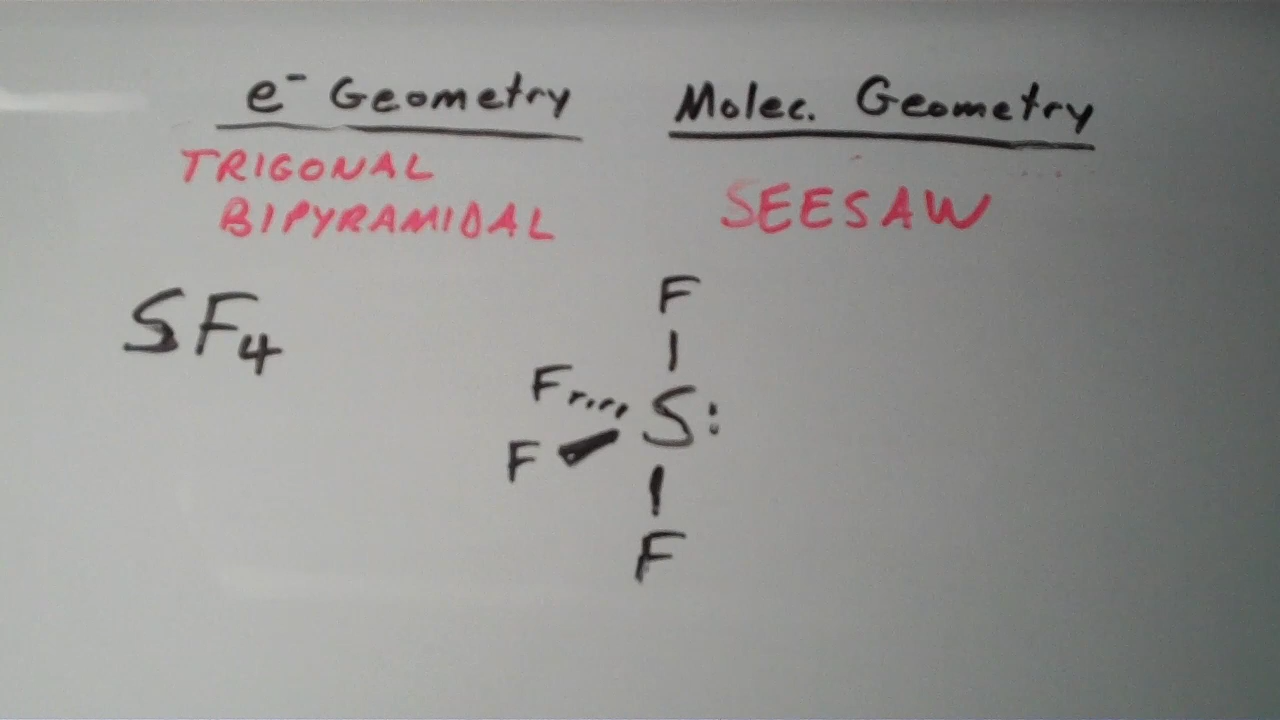 e⁻ Geometry
Molec. Geometry
TRIGONAL
BIPYRAMIDAL
SEESAW
SF₄
F
F
S:
F
F